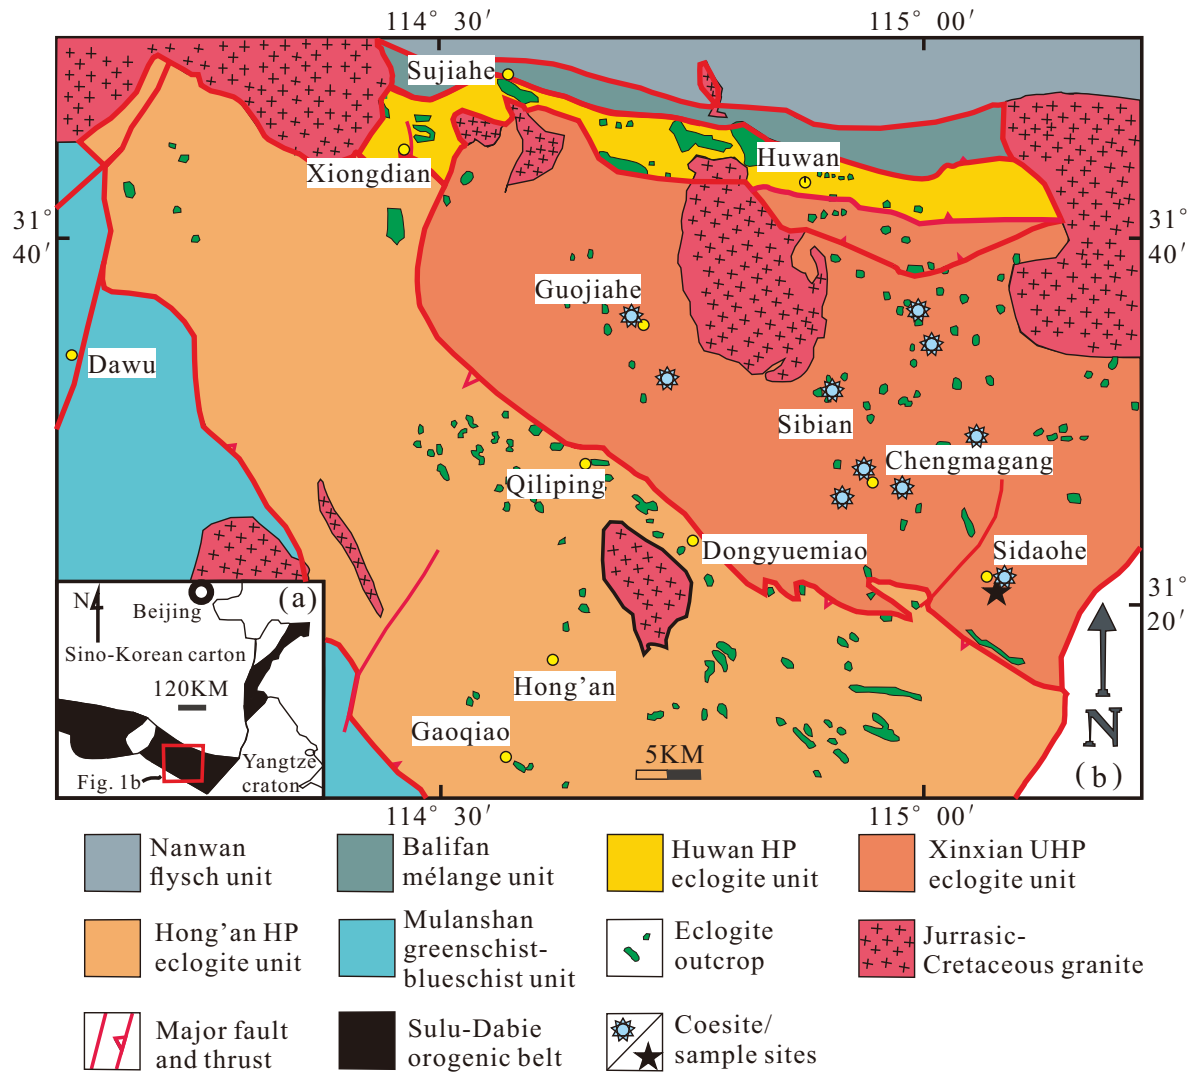 114° 30′
115° 00′
Sujiahe
Huwan
Xiongdian
31°
40′
31°
40′
Guojiahe
Dawu
Sibian
Chengmagang
Qiliping
Dongyuemiao
Sidaohe
31°
20′
N
(a)
Beijing
Sino-Korean carton
120KM
Hong'an
Gaoqiao
Yangtze
craton
Fig. 1b
5KM
N
(b)
114° 30′
115° 00′
Nanwan
flysch unit
Balifan
mélange unit
Huwan HP
eclogite unit
Xinxian UHP
eclogite unit
Hong'an HP
eclogite unit
Mulanshan
greenschist-
blueschist unit
Eclogite
outcrop
Jurrasic-
Cretaceous granite
Major fault
and thrust
Sulu-Dabie
orogenic belt
Coesite/
sample sites